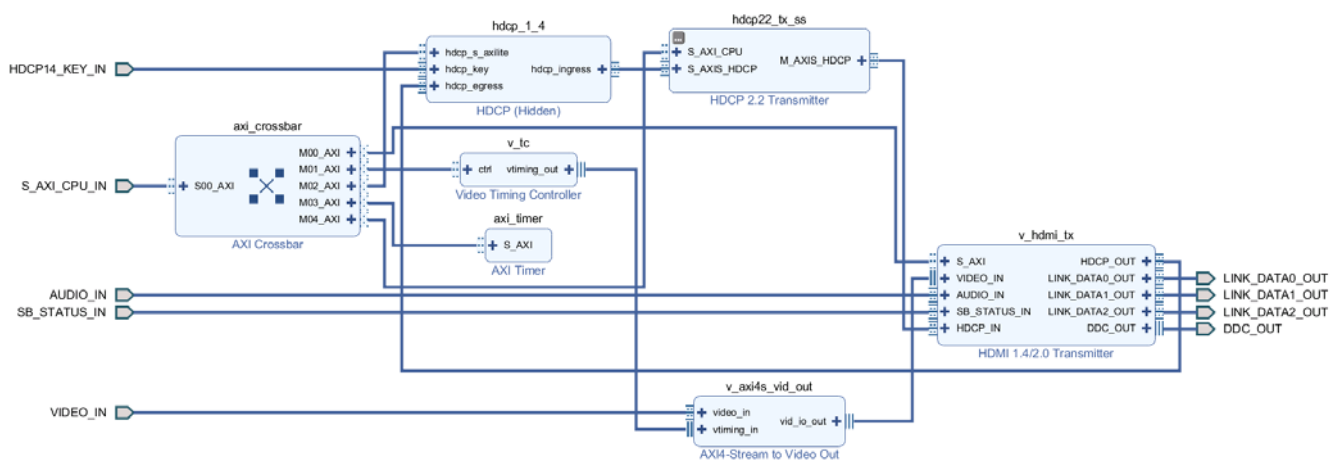 hdcp_1_4
hdcp_s_axilite
hdcp_key
hdcp_egress
hdcp_ingress
HDCP (Hidden)
hdcp22_tx_ss
S_AXI_CPU
S_AXIS_HDCP
M_AXIS_HDCP
HDCP 2.2 Transmitter
HDCP14_KEY_IN
axi_crossbar
S00_AXI
M00_AXI
M01_AXI
M02_AXI
M03_AXI
M04_AXI
AXI Crossbar
S_AXI_CPU_IN
v_tc
ctrl
vtiming_out
Video Timing Controller
axi_timer
S_AXI
AXI Timer
AUDIO_IN
SB_STATUS_IN
v_hdmi_tx
S_AXI
VIDEO_IN
AUDIO_IN
SB_STATUS_IN
HDCP_IN
HDCP_OUT
LINK_DATA0_OUT
LINK_DATA1_OUT
LINK_DATA2_OUT
DDC_OUT
HDMI 1.4/2.0 Transmitter
LINK_DATA0_OUT
LINK_DATA1_OUT
LINK_DATA2_OUT
DDC_OUT
VIDEO_IN
v_axi4s_vid_out
video_in
vtiming_in
vid_io_out
AXI4-Stream to Video Out